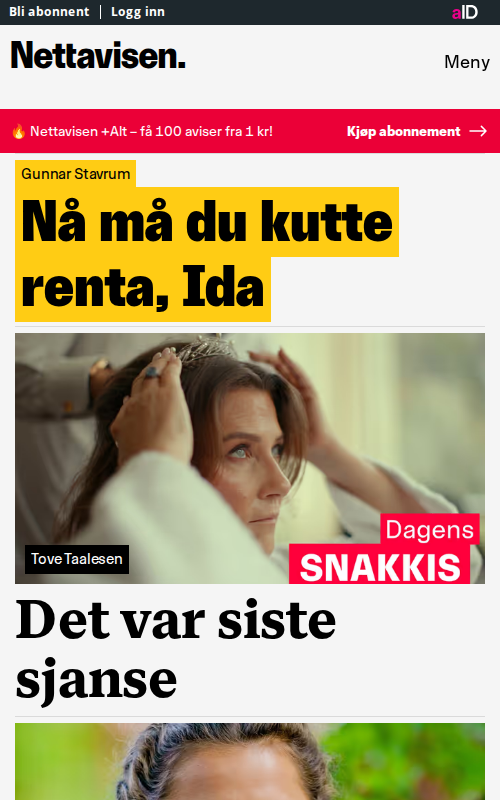 Bli abonnent | Logg inn
aID
Nettavisen.
Meny
🔥 Nettavisen +Alt – få 100 aviser fra 1 kr!
Kjøp abonnement →
Gunnar Stavrum
Nå må du kutte
renta, Ida
Dagens
SNAKKIS
Tove Taalesen
Det var siste
sjanse